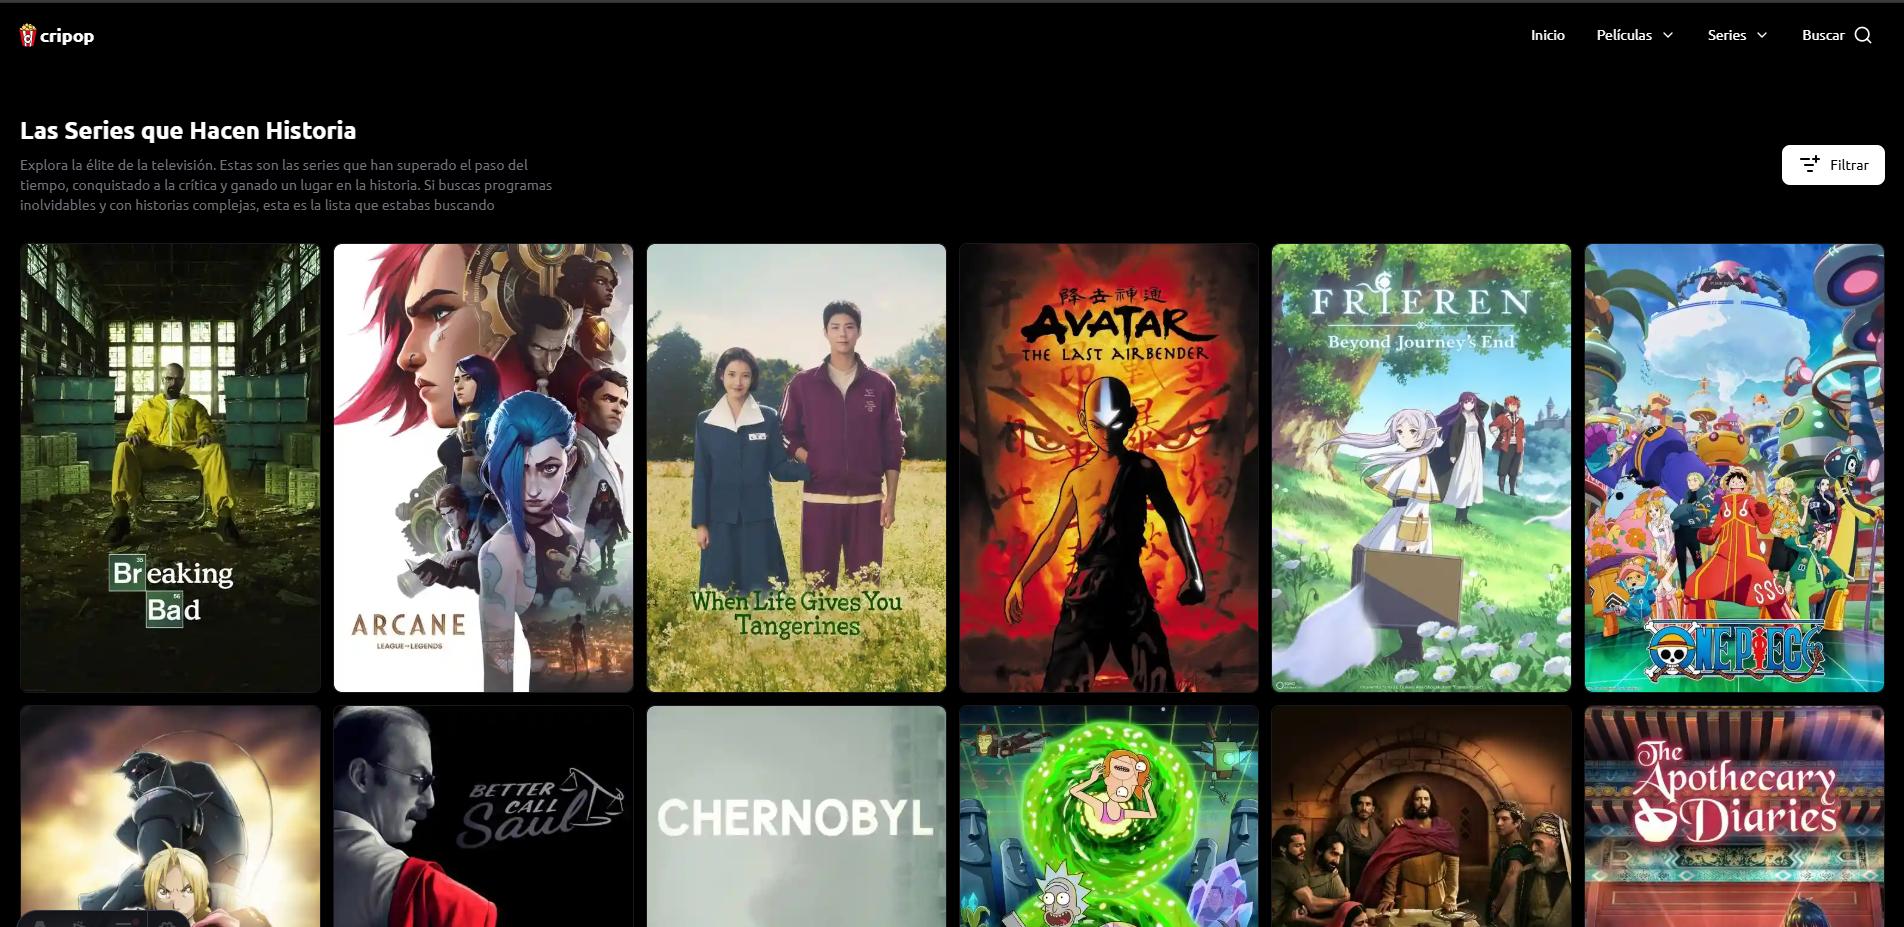 cripop
Inicio
Películas
Series
Buscar
Las Series que Hacen Historia
Explora la élite de la televisión. Estas son las series que han superado el paso del
tiempo, conquistado a la crítica y ganado un lugar en la historia. Si buscas programas
inolvidables y con historias complejas, esta es la lista que estabas buscando
Filtrar
35
Breaking
56
Bad
ARCANE
LEAGUE OF LEGENDS
When Life Gives You
Tangerines
降去神通
AVATAR
THE LAST AIRBENDER
FRIEREN
Beyond Journey's End
ONE PIECE
BETTER
CALL
Saul
CHERNOBYL
The
Apothecary
Diaries